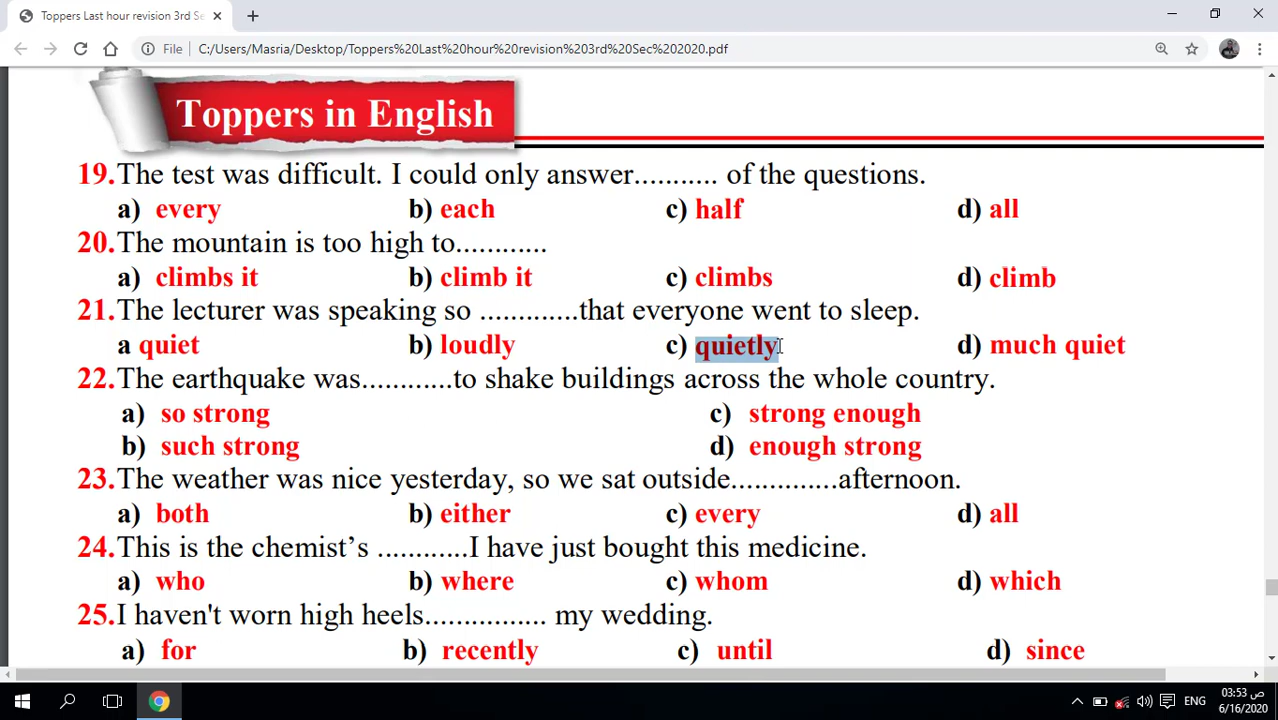 Toppers Last hour revision 3rd Se
File C:/Users/Masria/Desktop/Toppers%20Last%20hour%20revision%203rd%20Sec%202020.pdf
Toppers in English
19.The test was difficult. I could only answer........... of the questions.
a) every b) each c) half d) all
20.The mountain is too high to............
a) climbs it b) climb it c) climbs d) climb
21.The lecturer was speaking so .............that everyone went to sleep.
a quiet b) loudly c) quietly d) much quiet
22.The earthquake was............to shake buildings across the whole country.
a) so strong c) strong enough
b) such strong d) enough strong
23.The weather was nice yesterday, so we sat outside..............afternoon.
a) both b) either c) every d) all
24.This is the chemist’s ............I have just bought this medicine.
a) who b) where c) whom d) which
25.I haven't worn high heels................ my wedding.
a) for b) recently c) until d) since
ENG 03:53 ص
6/16/2020